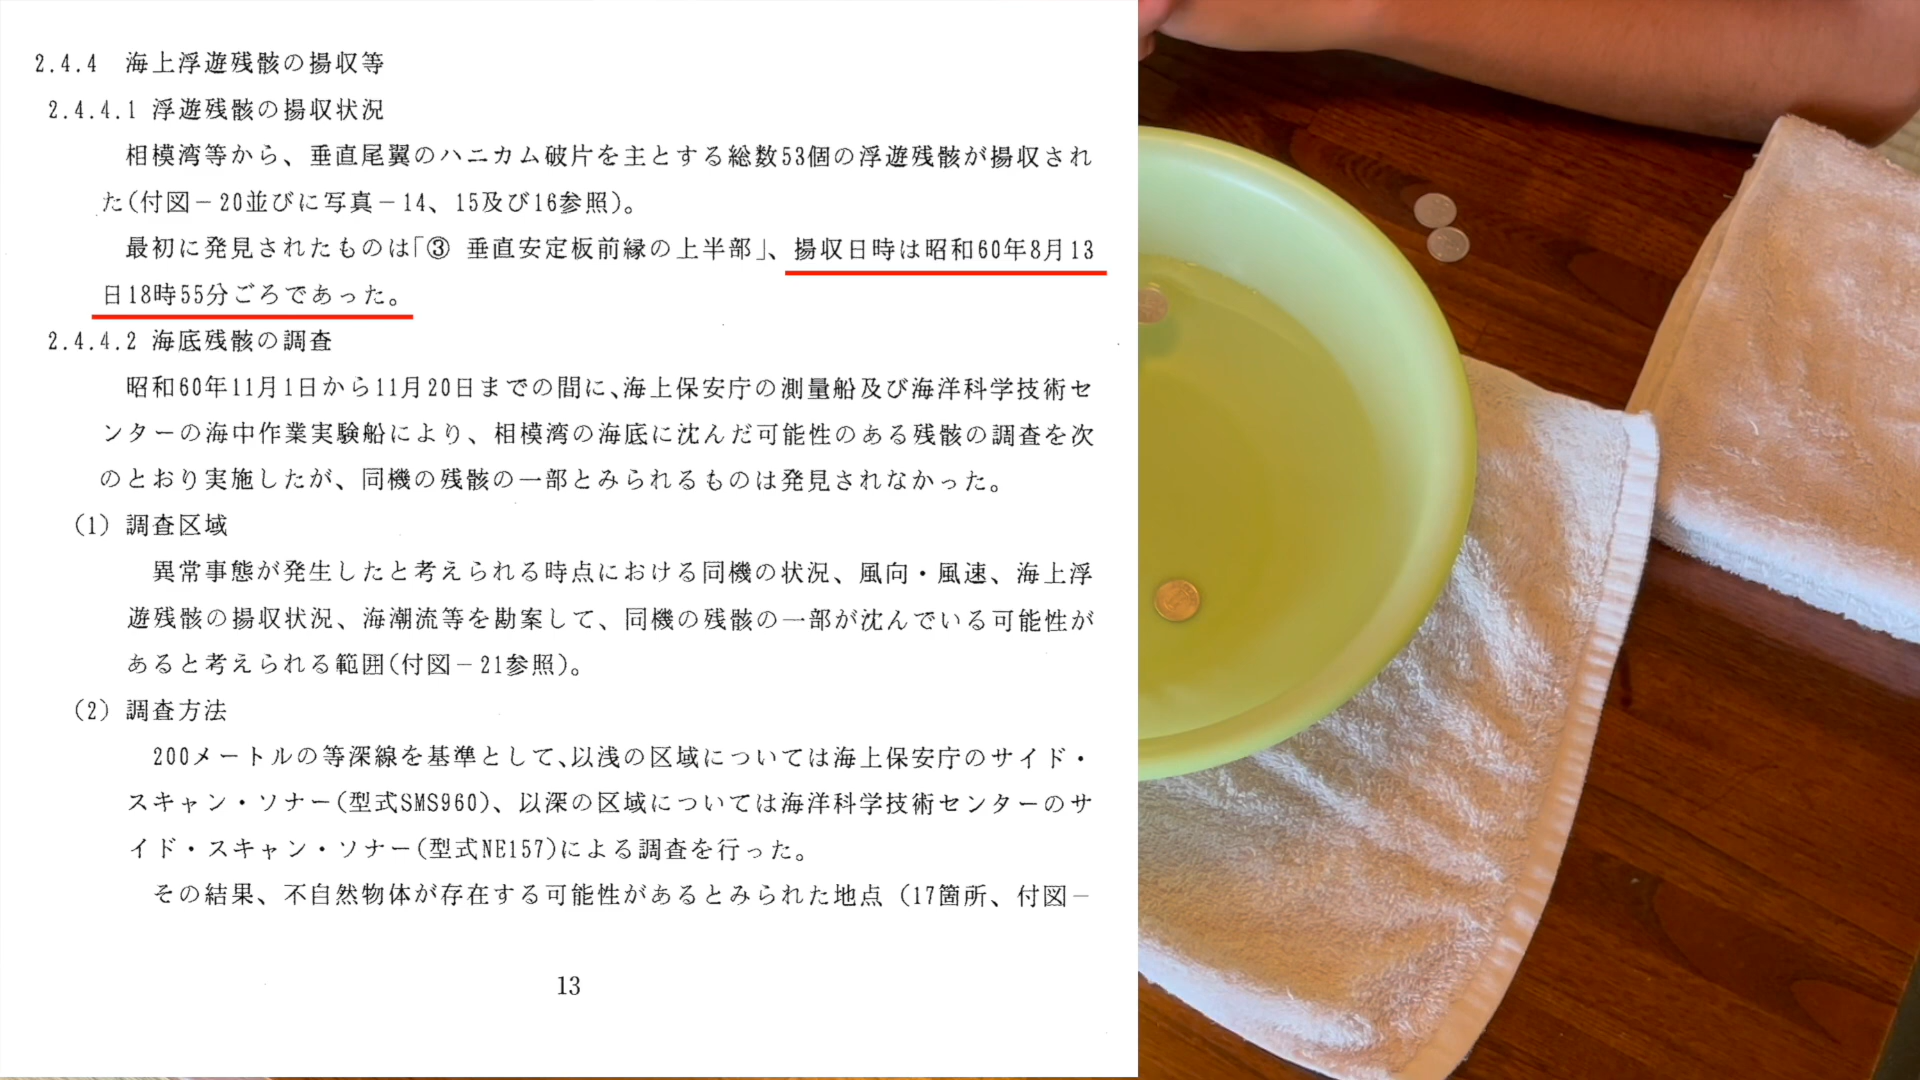 2.4.4 海上浮遊残骸の揚収等
2.4.4.1 浮遊残骸の揚収状況
相模湾等から、垂直尾翼のハニカム破片を主とする総数53個の浮遊残骸が揚収され
た(付図－20並びに写真－14、15及び16参照)。
最初に発見されたものは「③ 垂直安定板前縁の上半部」、揚収日時は昭和60年8月13
日18時55分ごろであった。
2.4.4.2 海底残骸の調査
昭和60年11月1日から11月20日までの間に、海上保安庁の測量船及び海洋科学技術セ
ンターの海中作業実験船により、相模湾の海底に沈んだ可能性のある残骸の調査を次
のとおり実施したが、同機の残骸の一部とみられるものは発見されなかった。
(1) 調査区域
異常事態が発生したと考えられる時点における同機の状況、風向・風速、海上浮
遊残骸の揚収状況、海潮流等を勘案して、同機の残骸の一部が沈んでいる可能性が
あると考えられる範囲(付図－21参照)。
(2) 調査方法
200メートルの等深線を基準として、以浅の区域については海上保安庁のサイド・
スキャン・ソナー(型式SMS960)、以深の区域については海洋科学技術センターのサ
イド・スキャン・ソナー(型式NE157)による調査を行った。
その結果、不自然物体が存在する可能性があるとみられた地点（17箇所、付図－
13